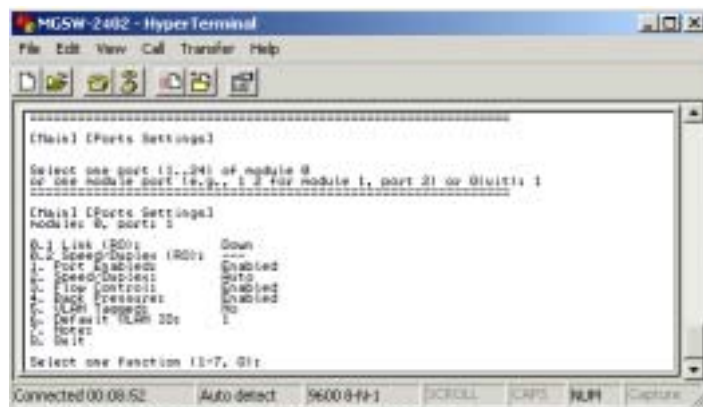 MGSW-2402 - HyperTerminal
File Edit View Call Transfer Help
[Main] [Ports Settings]
Select one port (1..24) of module 0
or one module port (e.g., 1 2 for module 1, port 2) or Q(uit): 1
[Main] [Ports Settings]
module: 0, port: 1
0.1 Link (RO): Down
0.2 Speed/Duplex (RO): ---
1. Port Enabled: Enabled
2. Speed/Duplex: Auto
3. Flow Control: Enabled
4. Back Pressure: Enabled
5. VLAN Tagged: No
6. Default VLAN ID: 1
7. Note:
Q. Quit
Select one function (1-7, Q):
Connected 00:08:52 Auto detect 9600 8-N-1 SCROLL CAPS NUM Capture